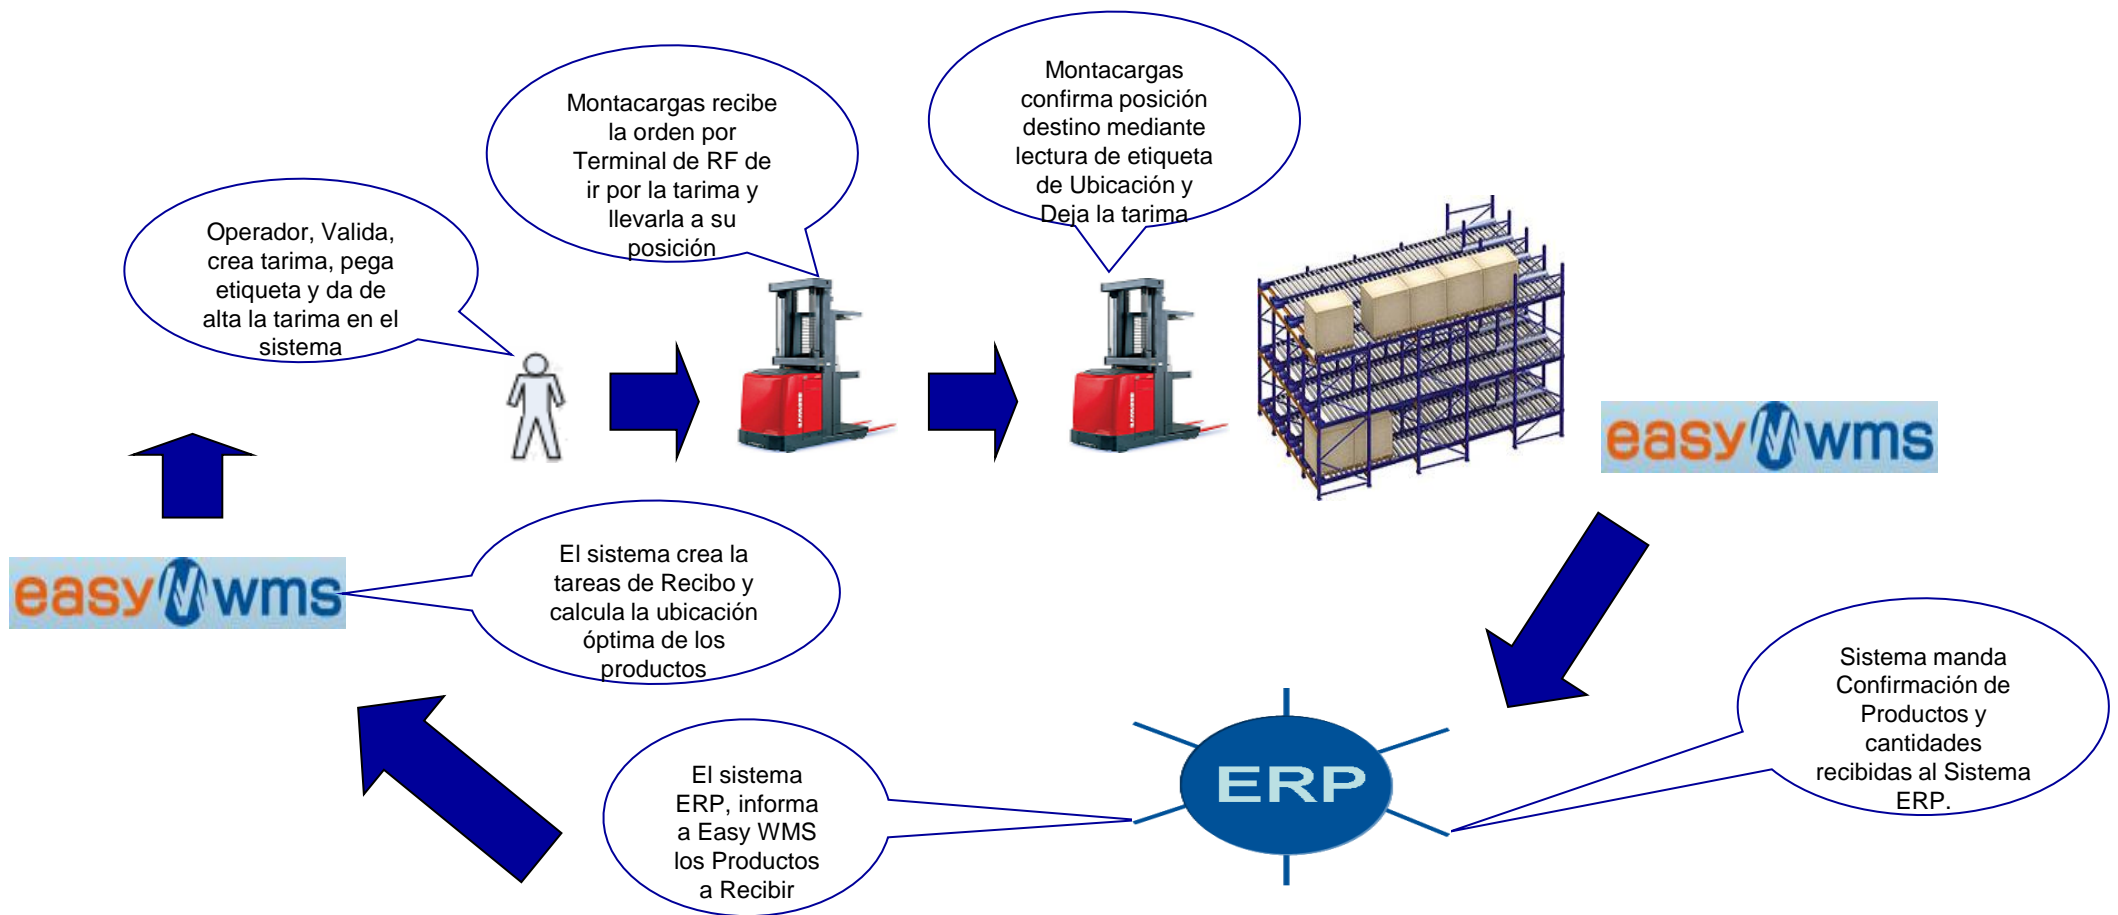 Montacargas recibe
la orden por
Terminal de RF de
ir por la tarima y
llevarla a su
posición
Montacargas
confirma posición
destino mediante
lectura de etiqueta
de Ubicación y
Deja la tarima
Operador, Valida,
crea tarima, pega
etiqueta y da de
alta la tarima en el
sistema
easy wms
easy wms
El sistema crea la
tareas de Recibo y
calcula la ubicación
óptima de los
productos
El sistema
ERP, informa
a Easy WMS
los Productos
a Recibir
ERP
Sistema manda
Confirmación de
Productos y
cantidades
recibidas al Sistema
ERP.